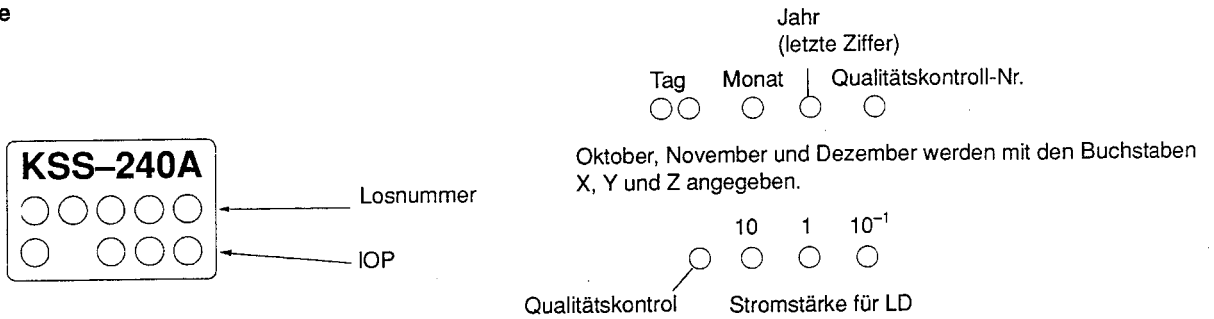 e
Jahr
(letzte Ziffer)
Tag Monat Qualitätskontroll-Nr.
KSS–240A
Losnummer
IOP
Oktober, November und Dezember werden mit den Buchstaben
X, Y und Z angegeben.
10 1 10⁻¹
Qualitätskontrol Stromstärke für LD